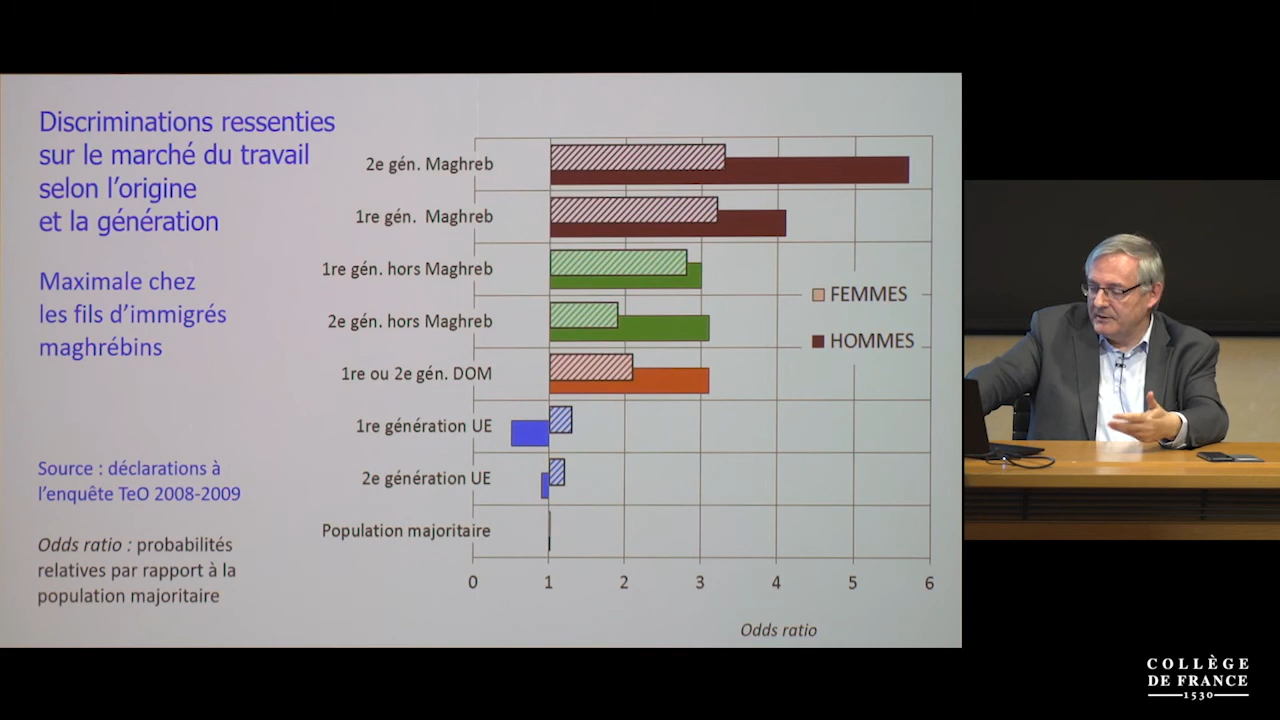 Discriminations ressenties
sur le marché du travail
selon l’origine
et la génération
Maximale chez
les fils d’immigrés
maghrébins
Source : déclarations à
l’enquête TeO 2008-2009
Odds ratio : probabilités
relatives par rapport à la
population majoritaire
2e gén. Maghreb
1re gén. Maghreb
1re gén. hors Maghreb
2e gén. hors Maghreb
1re ou 2e gén. DOM
1re génération UE
2e génération UE
Population majoritaire
FEMMES
HOMMES
0 1 2 3 4 5 6
Odds ratio
COLLÈGE
DE FRANCE
1530